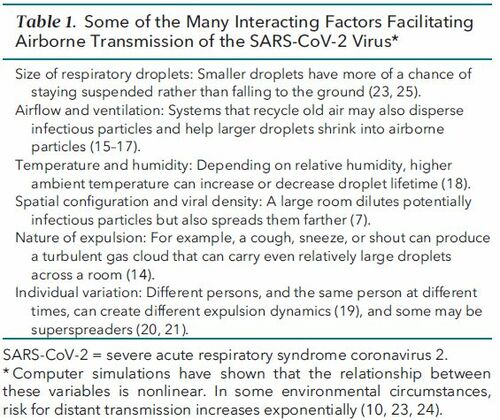 Table 1. Some of the Many Interacting Factors Facilitating
Airborne Transmission of the SARS-CoV-2 Virus*
Size of respiratory droplets: Smaller droplets have more of a chance of
staying suspended rather than falling to the ground (23, 25).
Airflow and ventilation: Systems that recycle old air may also disperse
infectious particles and help larger droplets shrink into airborne
particles (15–17).
Temperature and humidity: Depending on relative humidity, higher
ambient temperature can increase or decrease droplet lifetime (18).
Spatial configuration and viral density: A large room dilutes potentially
infectious particles but also spreads them farther (7).
Nature of expulsion: For example, a cough, sneeze, or shout can produce
a turbulent gas cloud that can carry even relatively large droplets
across a room (14).
Individual variation: Different persons, and the same person at different
times, can create different expulsion dynamics (19), and some may be
superspreaders (20, 21).
SARS-CoV-2 = severe acute respiratory syndrome coronavirus 2.
* Computer simulations have shown that the relationship between
these variables is nonlinear. In some environmental circumstances,
risk for distant transmission increases exponentially (10, 23, 24).